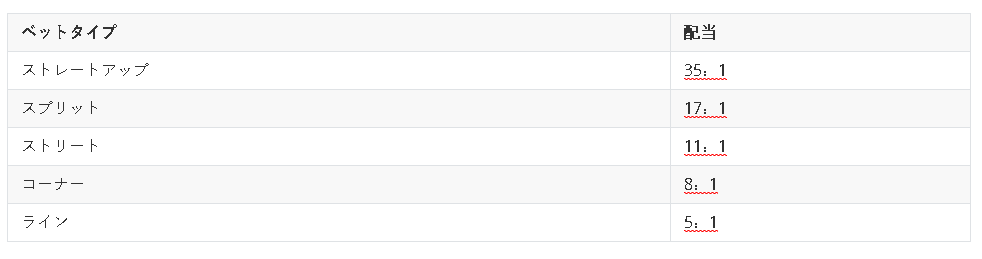 ベットタイプ 配当
ストレートアップ 35：1
スプリット 17：1
ストリート 11：1
コーナー 8：1
ライン 5：1